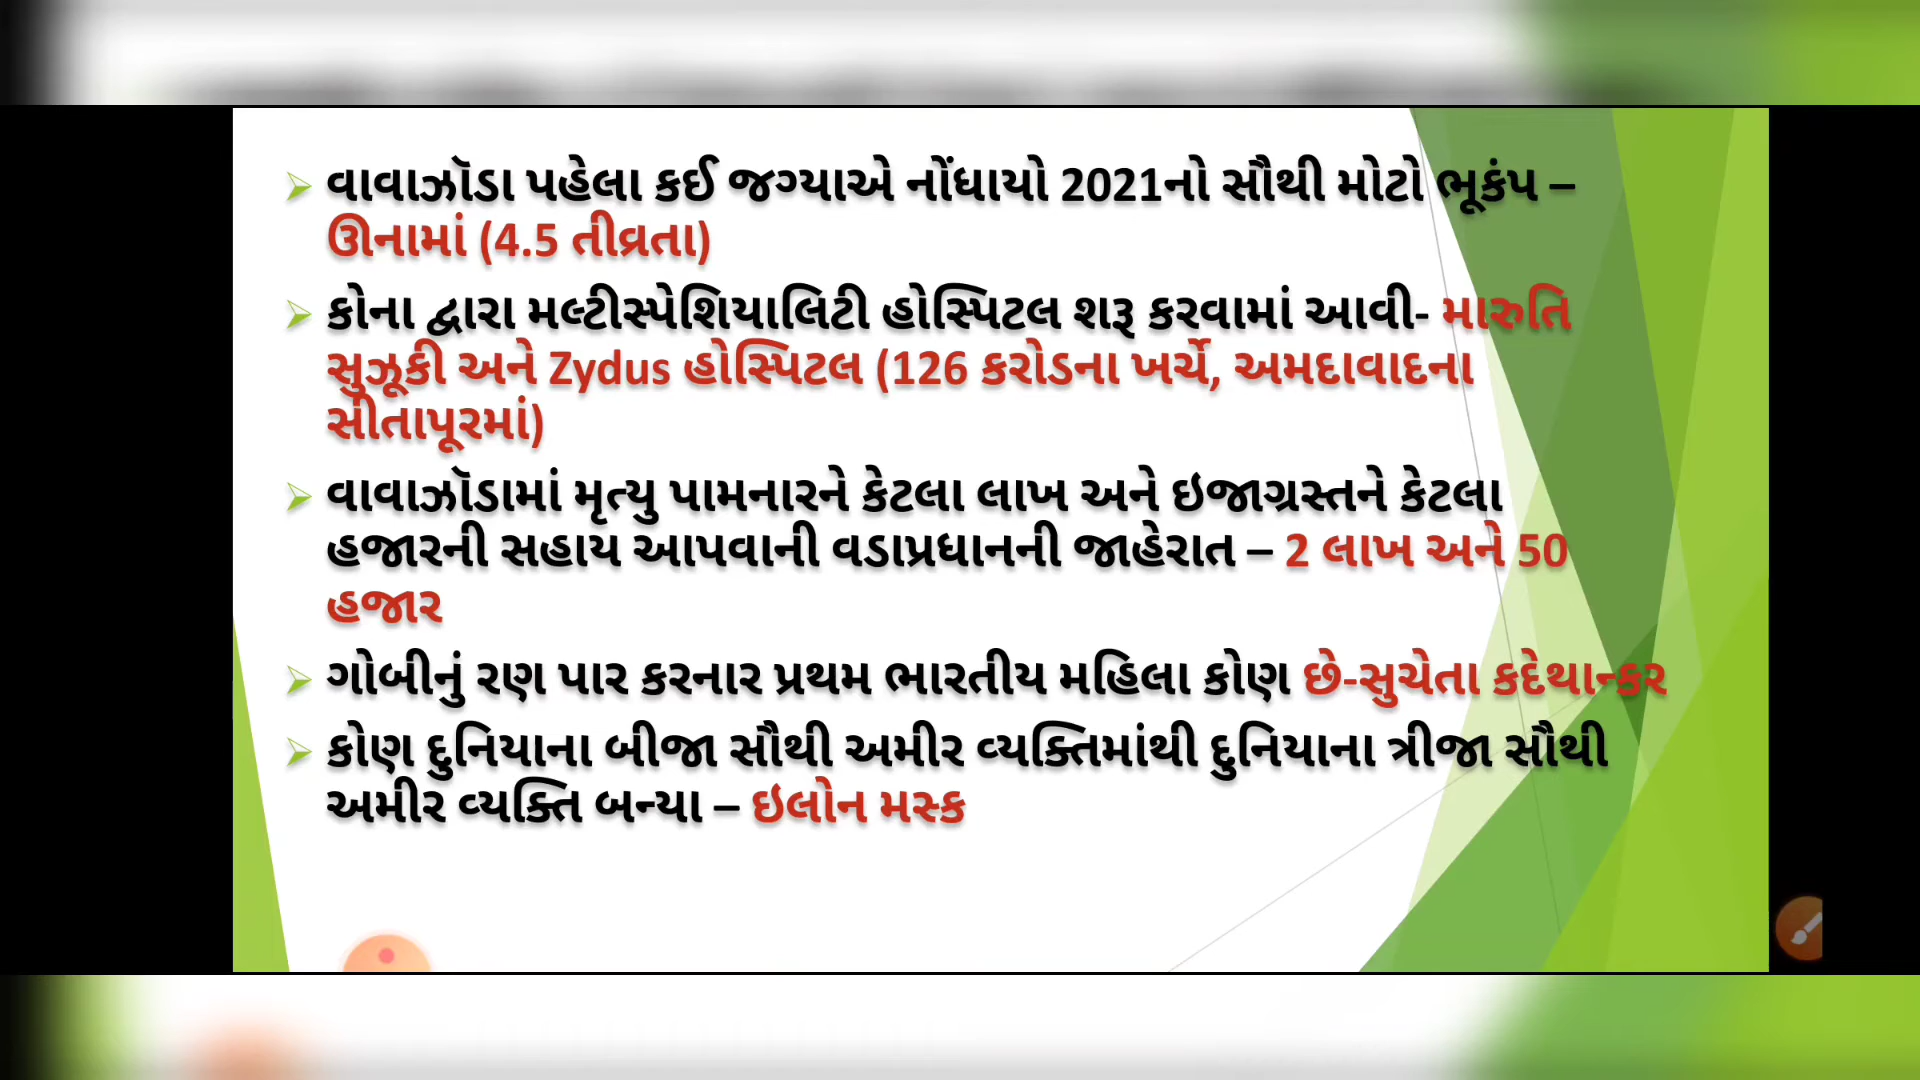 વાવાઝૉડા પહેલા કઈ જગ્યાએ નોંધાયો 2021નો સૌથી મોટો ભૂકંપ –
ઊનામાં (4.5 તીવ્રતા)
કોના દ્વારા મલ્ટીસ્પેશિયાલિટી હોસ્પિટલ શરૂ કરવામાં આવી- મારુતિ
સુઝૂકી અને Zydus હોસ્પિટલ (126 કરોડના ખર્ચે, અમદાવાદના
સીતાપૂરમાં)
વાવાઝૉડામાં મૃત્યુ પામનારને કેટલા લાખ અને ઇજાગ્રસ્તને કેટલા
હજારની સહાય આપવાની વડાપ્રધાનની જાહેરાત – 2 લાખ અને 50
હજાર
ગોબીનું રણ પાર કરનાર પ્રથમ ભારતીય મહિલા કોણ છે-સુચેતા કદેથાન્કર
કોણ દુનિયાના બીજા સૌથી અમીર વ્યક્તિમાંથી દુનિયાના ત્રીજા સૌથી
અમીર વ્યક્તિ બન્યા – ઇલોન મસ્ક